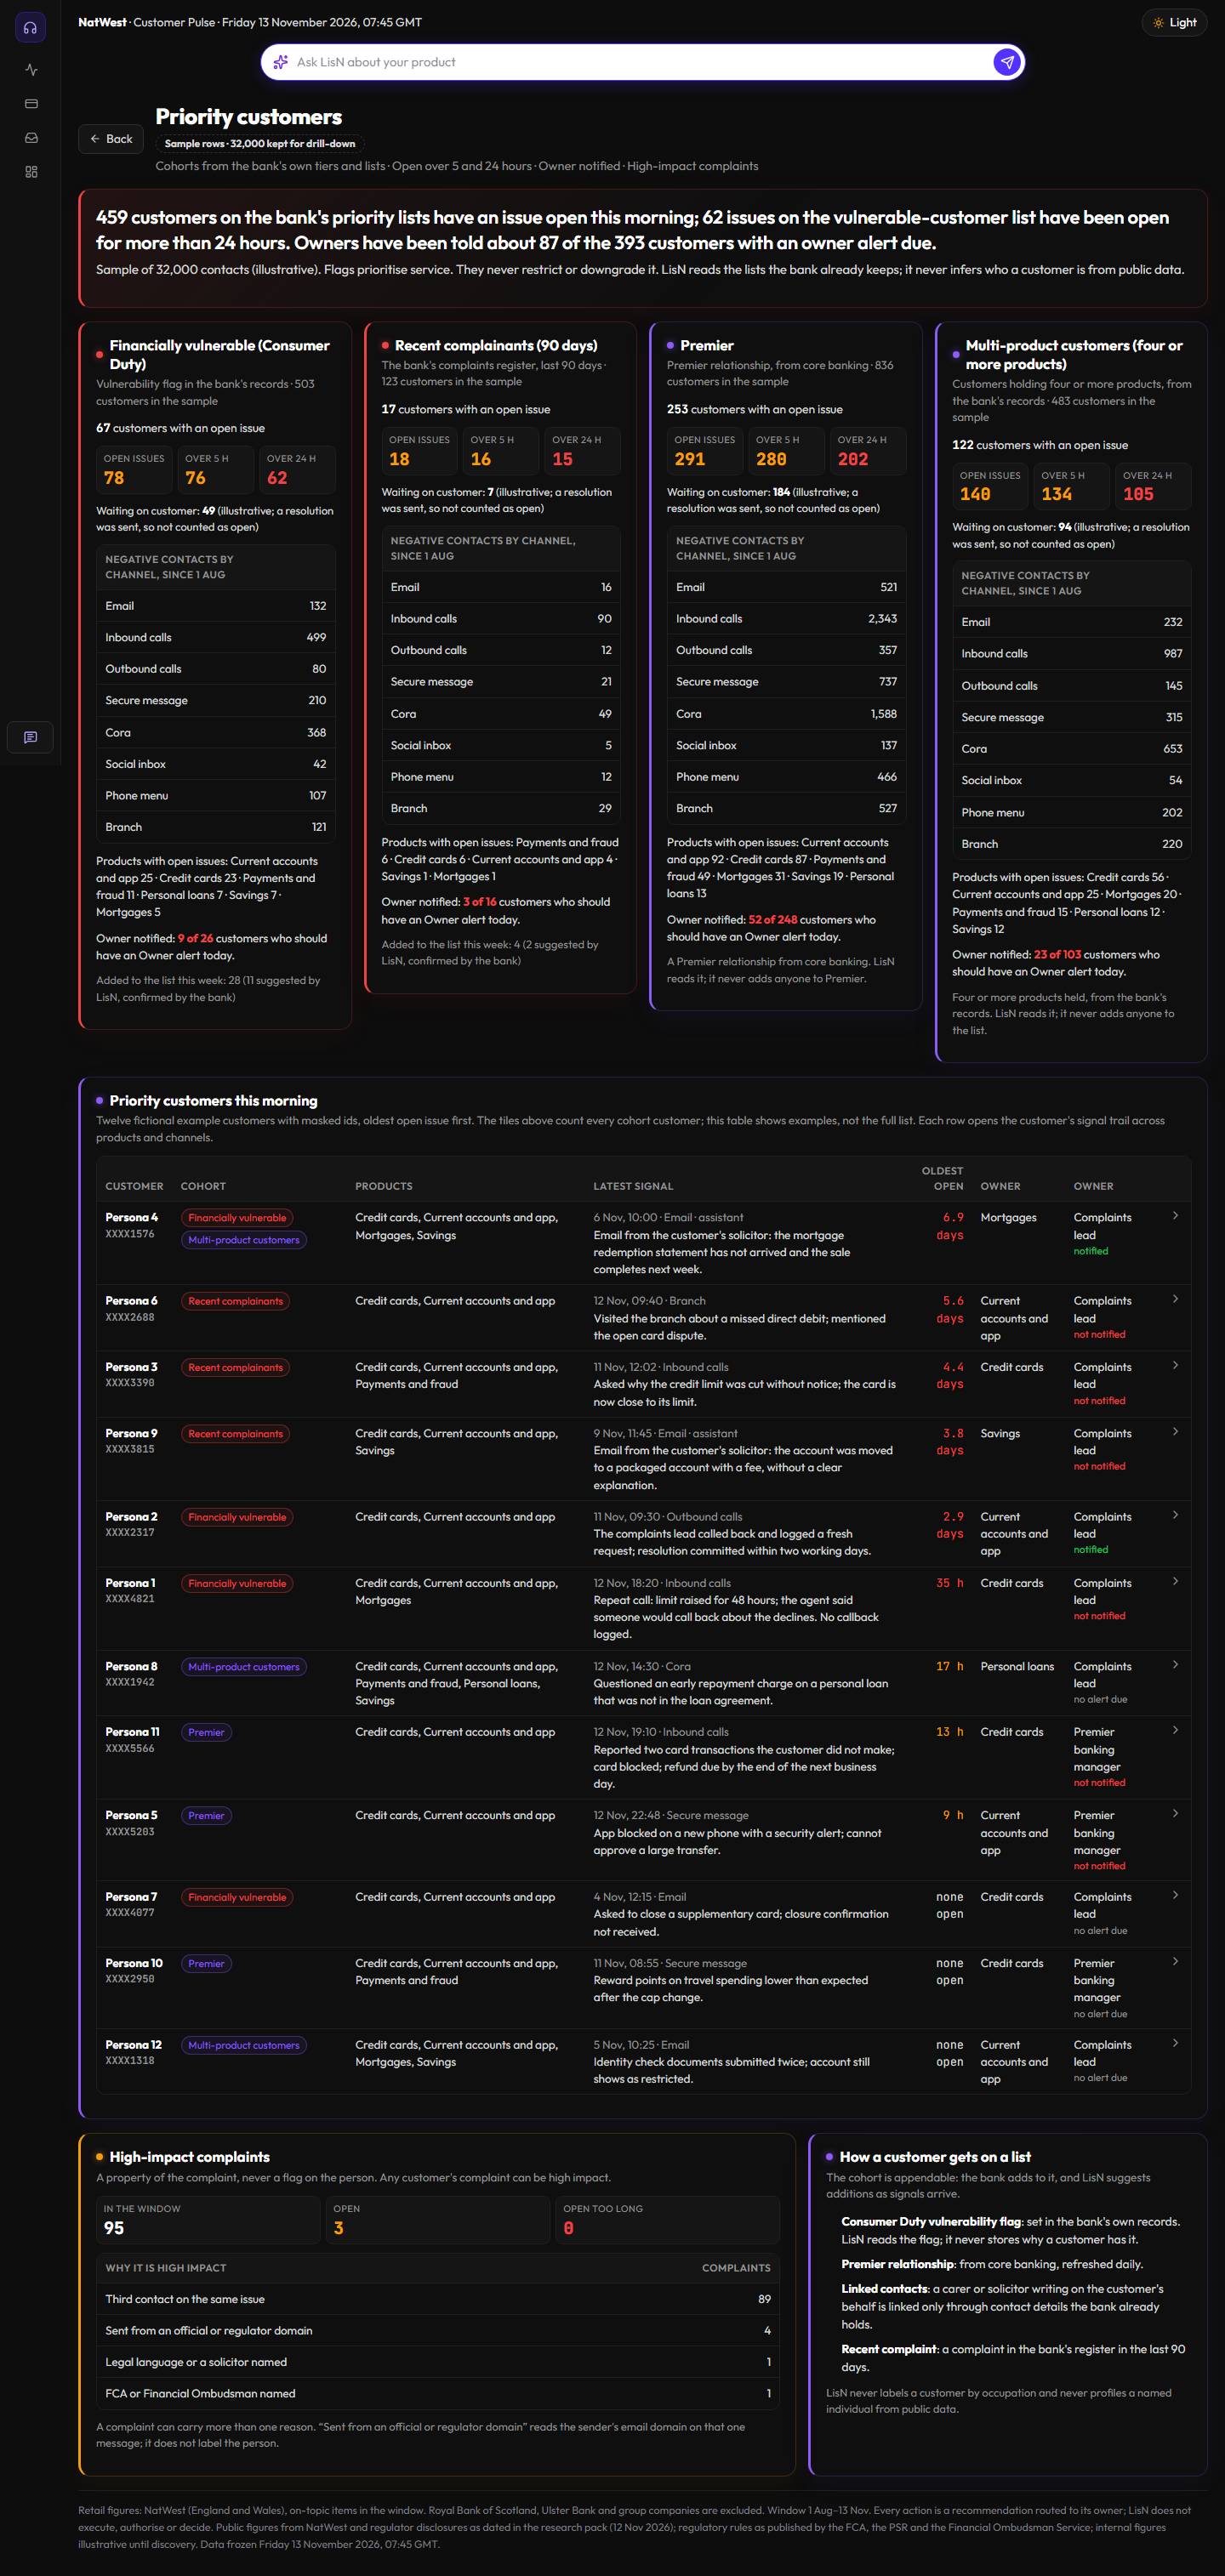 NatWest · Customer Pulse · Friday 13 November 2026, 07:45 GMT
Light
Ask LisN about your product
Back
Priority customers
Sample rows · 32,000 kept for drill-down
Cohorts from the bank's own tiers and lists · Open over 5 and 24 hours · Owner notified · High-impact complaints
459 customers on the bank's priority lists have an issue open this morning; 62 issues on the vulnerable-customer list have been open
for more than 24 hours. Owners have been told about 87 of the 393 customers with an owner alert due.
Sample of 32,000 contacts (illustrative). Flags prioritise service. They never restrict or downgrade it. LisN reads the lists the bank already keeps; it never infers who a customer is from public data.
Financially vulnerable (Consumer
Duty)
Vulnerability flag in the bank's records · 503
customers in the sample
67 customers with an open issue
OPEN ISSUES OVER 5 H OVER 24 H
78 76 62
Waiting on customer: 49 (illustrative; a resolution
was sent, so not counted as open)
NEGATIVE CONTACTS BY
CHANNEL, SINCE 1 AUG
Email 132
Inbound calls 499
Outbound calls 80
Secure message 210
Cora 368
Social inbox 42
Phone menu 107
Branch 121
Products with open issues: Current accounts
and app 25 · Credit cards 23 · Payments and
fraud 11 · Personal loans 7 · Savings 7 ·
Mortgages 5
Owner notified: 9 of 26 customers who should
have an Owner alert today.
Added to the list this week: 28 (11 suggested by
LisN, confirmed by the bank)
Recent complainants (90 days)
The bank's complaints register, last 90 days ·
123 customers in the sample
17 customers with an open issue
OPEN ISSUES OVER 5 H OVER 24 H
18 16 15
Waiting on customer: 7 (illustrative; a resolution
was sent, so not counted as open)
NEGATIVE CONTACTS BY CHANNEL,
SINCE 1 AUG
Email 16
Inbound calls 90
Outbound calls 12
Secure message 21
Cora 49
Social inbox 5
Phone menu 12
Branch 29
Products with open issues: Payments and fraud
6 · Credit cards 6 · Current accounts and app 4 ·
Savings 1 · Mortgages 1
Owner notified: 3 of 16 customers who should
have an Owner alert today.
Added to the list this week: 4 (2 suggested by
LisN, confirmed by the bank)
Premier
Premier relationship, from core banking · 836
customers in the sample
253 customers with an open issue
OPEN ISSUES OVER 5 H OVER 24 H
291 280 202
Waiting on customer: 184 (illustrative; a
resolution was sent, so not counted as open)
NEGATIVE CONTACTS BY
CHANNEL, SINCE 1 AUG
Email 521
Inbound calls 2,343
Outbound calls 357
Secure message 737
Cora 1,588
Social inbox 137
Phone menu 466
Branch 527
Products with open issues: Current accounts
and app 92 · Credit cards 87 · Payments and
fraud 49 · Mortgages 31 · Savings 19 · Personal
loans 13
Owner notified: 52 of 248 customers who
should have an Owner alert today.
A Premier relationship from core banking. LisN
reads it; it never adds anyone to Premier.
Multi-product customers (four or
more products)
Customers holding four or more products, from
the bank's records · 483 customers in the
sample
122 customers with an open issue
OPEN ISSUES OVER 5 H OVER 24 H
140 134 105
Waiting on customer: 94 (illustrative; a resolution
was sent, so not counted as open)
NEGATIVE CONTACTS BY
CHANNEL, SINCE 1 AUG
Email 232
Inbound calls 987
Outbound calls 145
Secure message 315
Cora 653
Social inbox 54
Phone menu 202
Branch 220
Products with open issues: Credit cards 56 ·
Current accounts and app 25 · Mortgages 20 ·
Payments and fraud 15 · Personal loans 12 ·
Savings 12
Owner notified: 23 of 103 customers who
should have an Owner alert today.
Four or more products held, from the bank's
records. LisN reads it; it never adds anyone to
the list.
Priority customers this morning
Twelve fictional example customers with masked ids, oldest open issue first. The tiles above count every cohort customer; this table shows examples, not the full list. Each row opens the customer's signal trail across
products and channels.
CUSTOMER COHORT PRODUCTS LATEST SIGNAL OLDEST OPEN OWNER OWNER
Persona 4
XXXX1576
Financially vulnerable
Multi-product customers
Credit cards, Current accounts and app,
Mortgages, Savings
6 Nov, 10:00 · Email · assistant
Email from the customer's solicitor: the mortgage
redemption statement has not arrived and the sale
completes next week.
6.9
days
Mortgages
Complaints
lead
notified
Persona 6
XXXX2688
Recent complainants
Credit cards, Current accounts and app
12 Nov, 09:40 · Branch
Visited the branch about a missed direct debit; mentioned
the open card dispute.
5.6
days
Current
accounts and
app
Complaints
lead
not notified
Persona 3
XXXX3390
Recent complainants
Credit cards, Current accounts and app,
Payments and fraud
11 Nov, 12:02 · Inbound calls
Asked why the credit limit was cut without notice; the card is
now close to its limit.
4.4
days
Credit cards
Complaints
lead
not notified
Persona 9
XXXX3815
Recent complainants
Credit cards, Current accounts and app,
Savings
9 Nov, 11:45 · Email · assistant
Email from the customer's solicitor: the account was moved
to a packaged account with a fee, without a clear
explanation.
3.8
days
Savings
Complaints
lead
not notified
Persona 2
XXXX2317
Financially vulnerable
Credit cards, Current accounts and app
11 Nov, 09:30 · Outbound calls
The complaints lead called back and logged a fresh
request; resolution committed within two working days.
2.9
days
Current
accounts and
app
Complaints
lead
notified
Persona 1
XXXX4821
Financially vulnerable
Credit cards, Current accounts and app,
Mortgages
12 Nov, 18:20 · Inbound calls
Repeat call: limit raised for 48 hours; the agent said
someone would call back about the declines. No callback
logged.
35 h
Credit cards
Complaints
lead
not notified
Persona 8
XXXX1942
Multi-product customers
Credit cards, Current accounts and app,
Payments and fraud, Personal loans,
Savings
12 Nov, 14:30 · Cora
Questioned an early repayment charge on a personal loan
that was not in the loan agreement.
17 h
Personal loans
Complaints
lead
no alert due
Persona 11
XXXX5566
Premier
Credit cards, Current accounts and app
12 Nov, 19:10 · Inbound calls
Reported two card transactions the customer did not make;
card blocked; refund due by the end of the next business
day.
13 h
Credit cards
Premier
banking
manager
not notified
Persona 5
XXXX5203
Premier
Credit cards, Current accounts and app
12 Nov, 22:48 · Secure message
App blocked on a new phone with a security alert; cannot
approve a large transfer.
9 h
Current
accounts and
app
Premier
banking
manager
not notified
Persona 7
XXXX4077
Financially vulnerable
Credit cards, Current accounts and app
4 Nov, 12:15 · Email
Asked to close a supplementary card; closure confirmation
not received.
none
open
Credit cards
Complaints
lead
no alert due
Persona 10
XXXX2950
Premier
Credit cards, Current accounts and app,
Payments and fraud
11 Nov, 08:55 · Secure message
Reward points on travel spending lower than expected
after the cap change.
none
open
Credit cards
Premier
banking
manager
no alert due
Persona 12
XXXX1318
Multi-product customers
Credit cards, Current accounts and app,
Mortgages, Savings
5 Nov, 10:25 · Email
Identity check documents submitted twice; account still
shows as restricted.
none
open
Current
accounts and
app
Complaints
lead
no alert due
High-impact complaints
A property of the complaint, never a flag on the person. Any customer's complaint can be high impact.
IN THE WINDOW OPEN OPEN TOO LONG
95 3 0
WHY IT IS HIGH IMPACT COMPLAINTS
Third contact on the same issue 89
Sent from an official or regulator domain 4
Legal language or a solicitor named 1
FCA or Financial Ombudsman named 1
A complaint can carry more than one reason. “Sent from an official or regulator domain” reads the sender's email domain on that one
message; it does not label the person.
How a customer gets on a list
The cohort is appendable: the bank adds to it, and LisN suggests
additions as signals arrive.
Consumer Duty vulnerability flag: set in the bank's own records.
LisN reads the flag; it never stores why a customer has it.
Premier relationship: from core banking, refreshed daily.
Linked contacts: a carer or solicitor writing on the customer's
behalf is linked only through contact details the bank already
holds.
Recent complaint: a complaint in the bank's register in the last 90
days.
LisN never labels a customer by occupation and never profiles a named
individual from public data.
Retail figures: NatWest (England and Wales), on-topic items in the window. Royal Bank of Scotland, Ulster Bank and group companies are excluded. Window 1 Aug–13 Nov. Every action is a recommendation routed to its owner; LisN does not
execute, authorise or decide. Public figures from NatWest and regulator disclosures as dated in the research pack (12 Nov 2026); regulatory rules as published by the FCA, the PSR and the Financial Ombudsman Service; internal figures
illustrative until discovery. Data frozen Friday 13 November 2026, 07:45 GMT.